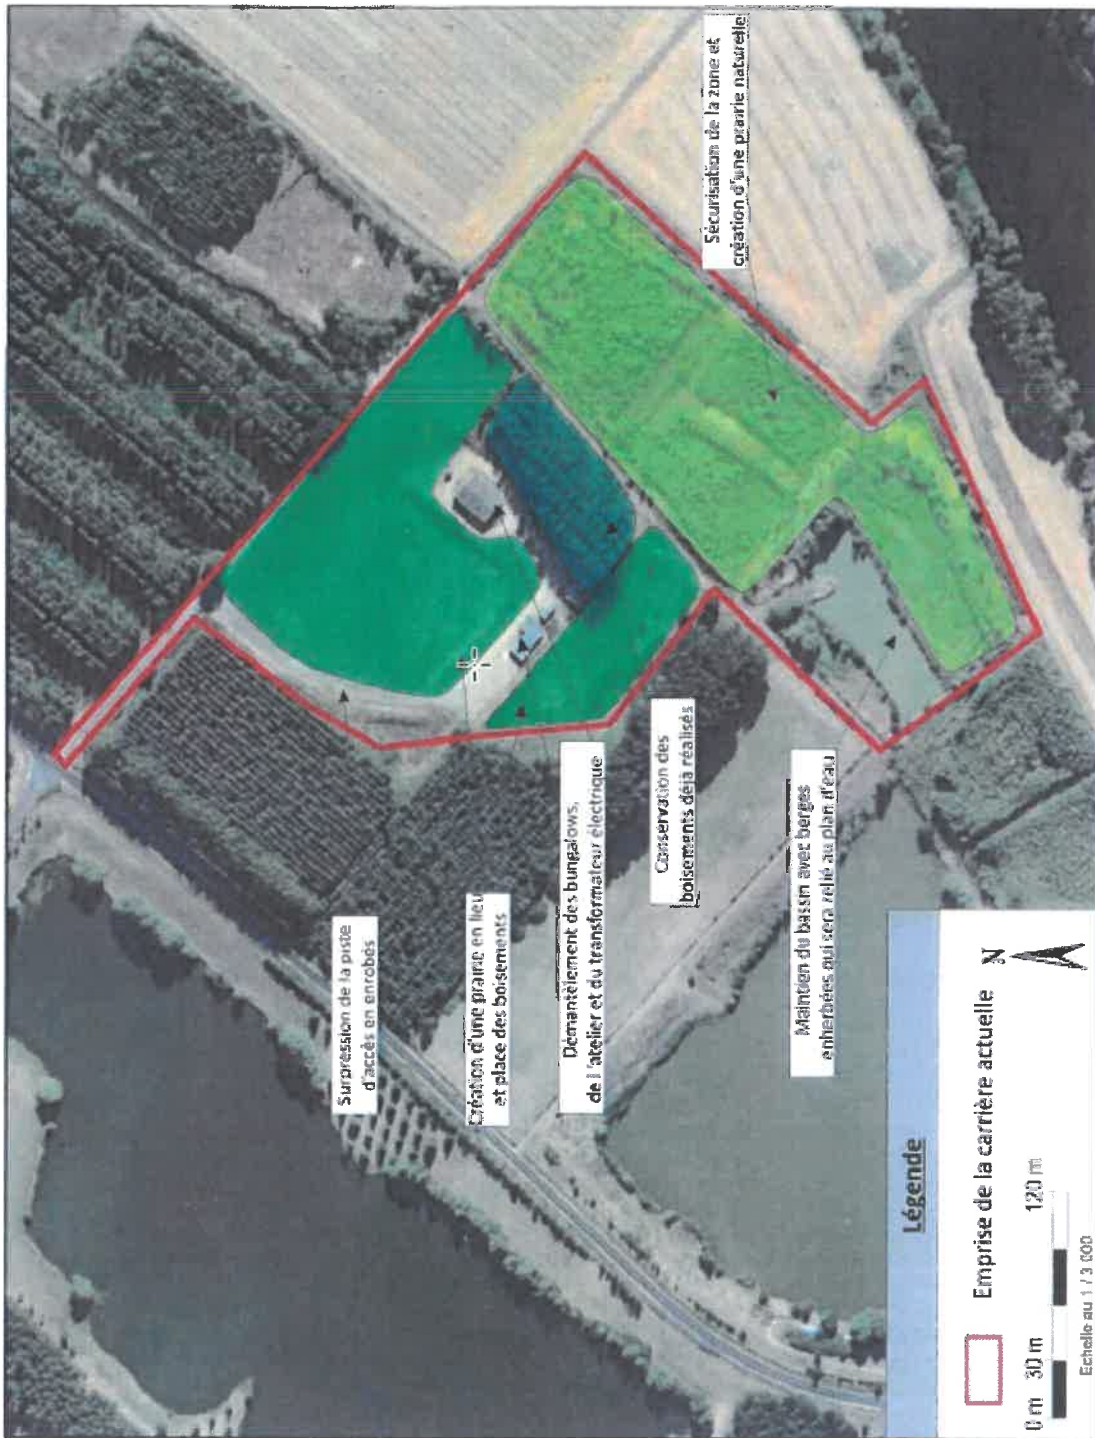 Surpression de la piste
d'accès en enrobés
Création d'une prairie en lieu
et place des boisements
Démantèlement des bungalows,
de l'atelier et du transformateur électrique
Conservation des
boisements déjà réalisés
Maintien du bassin avec berges
enherbées qui sera relié au plan d'eau
Sécurisation de la zone et
création d'une prairie naturelle
Légende
Emprise de la carrière actuelle
N
0 m 30 m 120 m
Echelle au 1 / 3 000